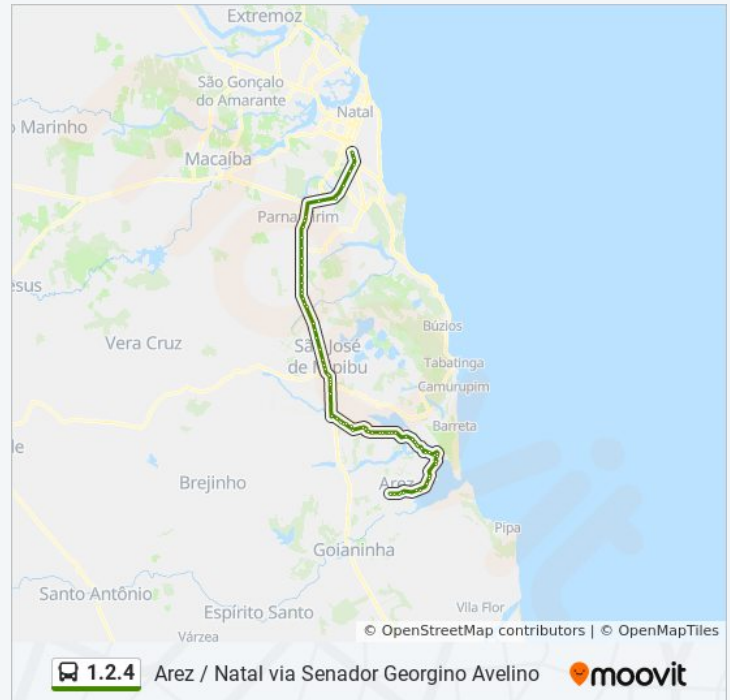 Extremoz
São Gonçalo
do Amarante
Natal
Marinho
Macaíba
Parnamirim
esus
Búzios
Vera Cruz
São José
de Mipibu
Tabatinga
Camurupim
Barreta
le
Brejinho
Arez
Pipa
Goianinha
Santo Antônio
Espírito Santo
Vila Flor
Várzea
© OpenStreetMap contributors | © OpenMapTiles
1.2.4 Arez / Natal via Senador Georgino Avelino moovit